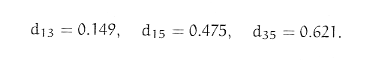 d₁₃ = 0.149, d₁₅ = 0.475, d₃₅ = 0.621.